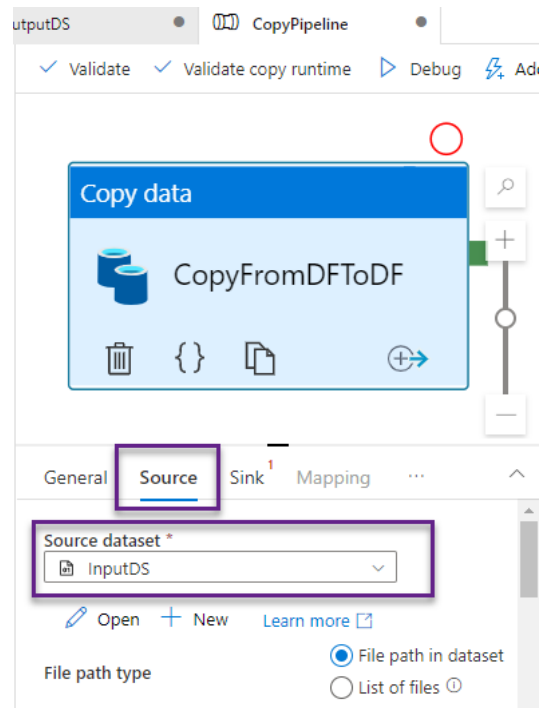 utputDS CopyPipeline
Validate Validate copy runtime Debug Add
Copy data
CopyFromDFToDF
General Source Sink 1 Mapping ...
Source dataset *
InputDS
Open New Learn more
File path type
File path in dataset
List of files